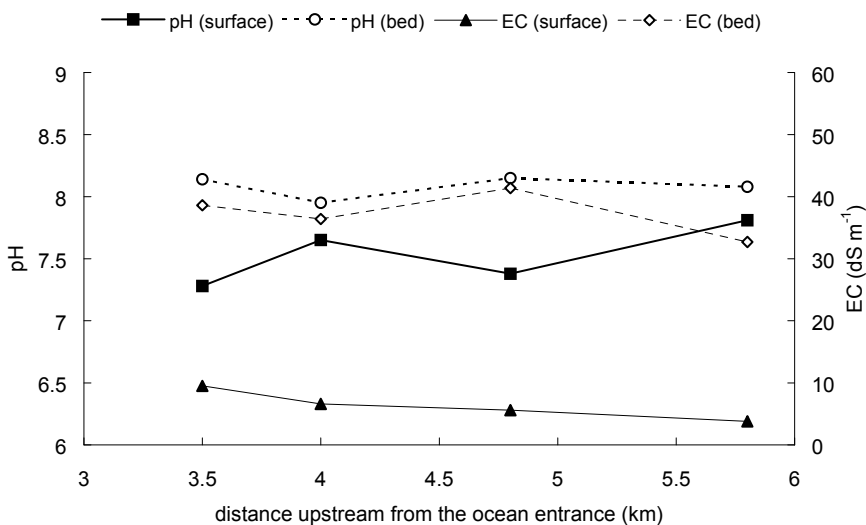 pH (surface) pH (bed) EC (surface) EC (bed)
9 60
8.5 50
8 40
7.5 30
7 20
6.5 10
6 0
pH
EC (dS m-1)
3 3.5 4 4.5 5 5.5 6
distance upstream from the ocean entrance (km)